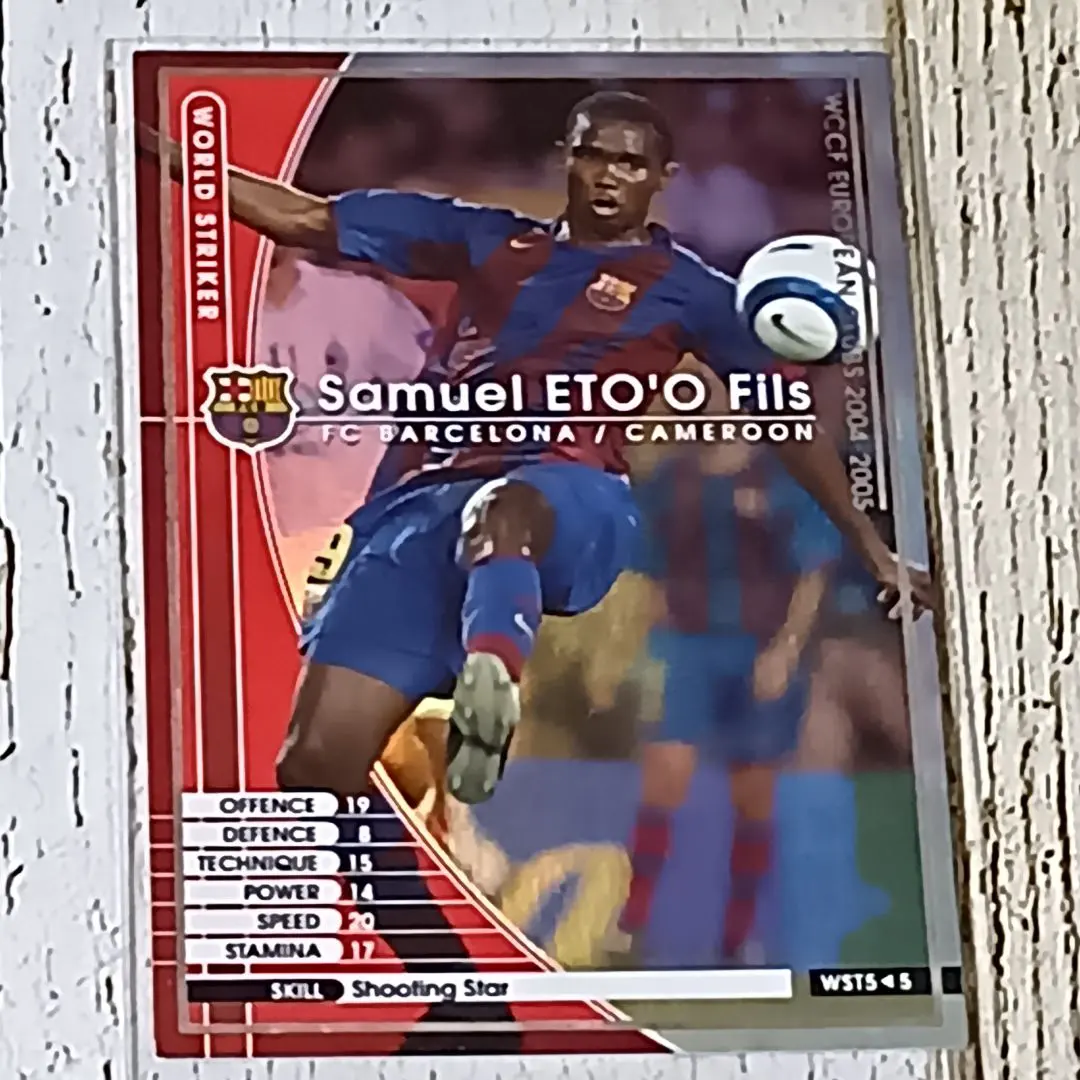 WORLD STRIKER
WCCF EUROPEAN CLUBS 2004 2005
Samuel ETO'O Fils
FC BARCELONA / CAMEROON
OFFENCE 19
DEFENCE 8
TECHNIQUE 15
POWER 14
SPEED 20
STAMINA 17
SKILL Shooting Star
WST5◄5